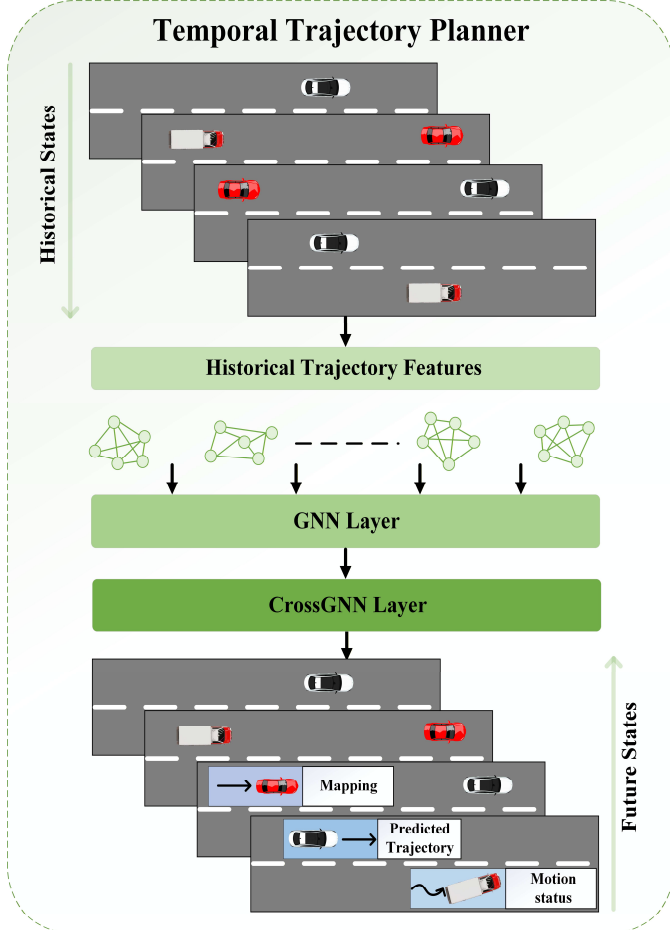 Temporal Trajectory Planner
Historical States
Historical Trajectory Features
GNN Layer
CrossGNN Layer
Mapping
Predicted
Trajectory
Motion
status
Future States